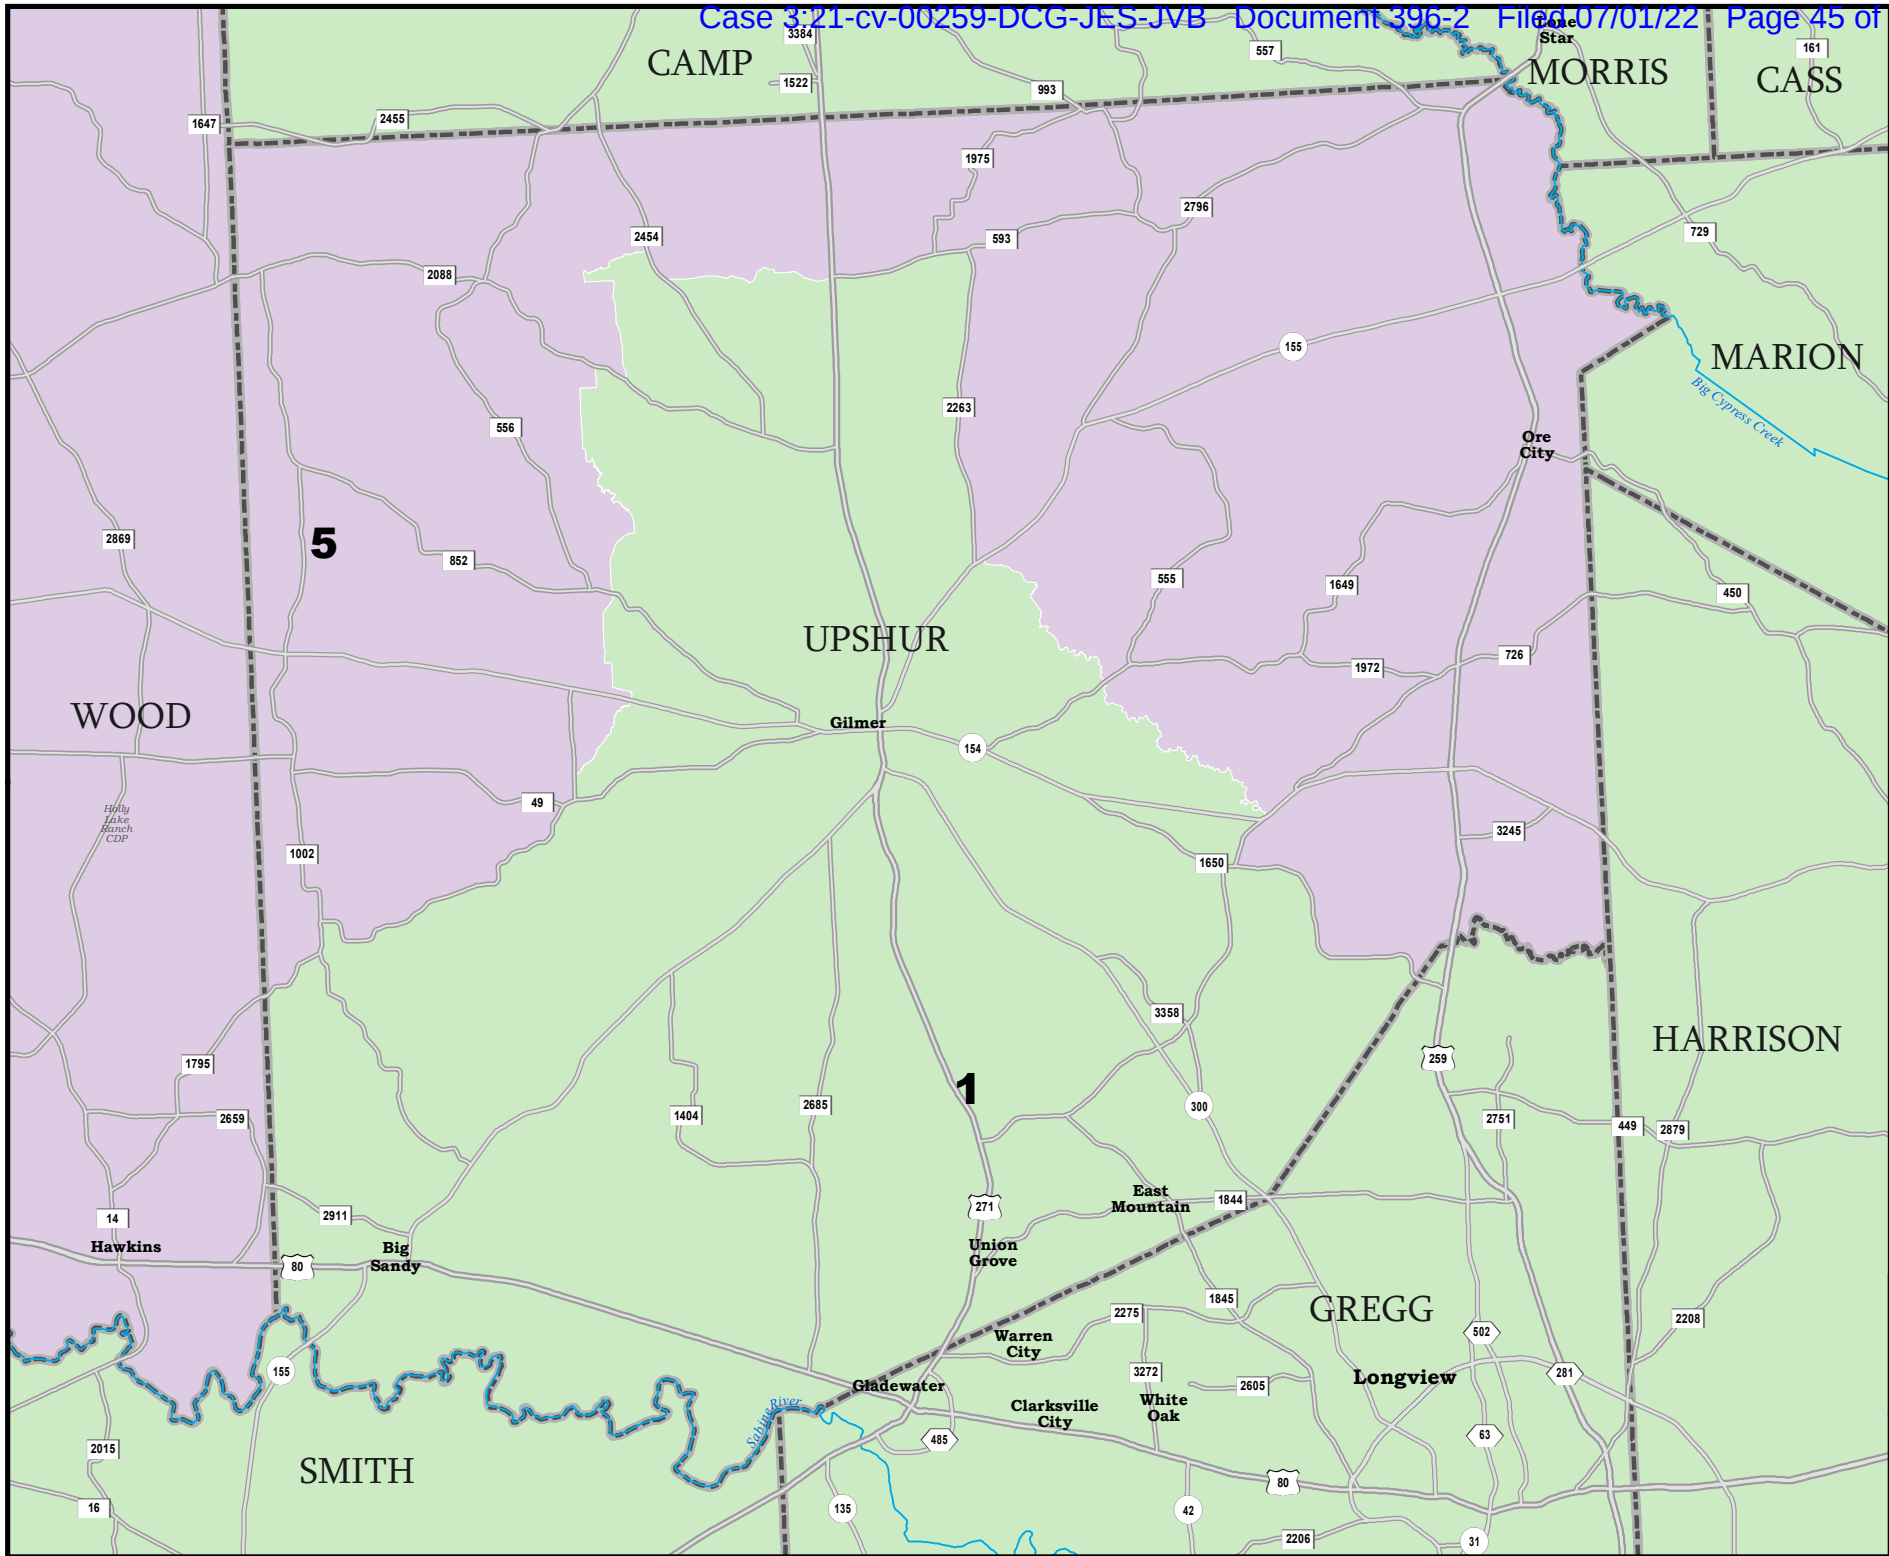 Case 3:21-cv-00259-DCG-JES-JVB Document 396-2 Filed 07/01/22 Page 45 of
3384
Lone
Star
557
161
CAMP
MORRIS
CASS
1522
993
2455
1647
1975
2796
2454
593
729
2088
155
MARION
Big Cypress Creek
2263
556
Ore
City
2869
5
852
555
1649
450
UPSHUR
1972
726
WOOD
Gilmer
154
Holly
Lake
Ranch
CDP
49
3245
1002
1650
3358
HARRISON
1795
259
1
2659
1404
2685
300
2751
449
2879
14
2911
271
East
Mountain
1844
Hawkins
Big
Sandy
80
Union
Grove
1845
2275
GREGG
2208
502
Warren
City
155
3272
2605
Longview
281
Gladewater
Sabine River
Clarksville
City
White
Oak
485
63
2015
SMITH
80
16
135
42
2206
31